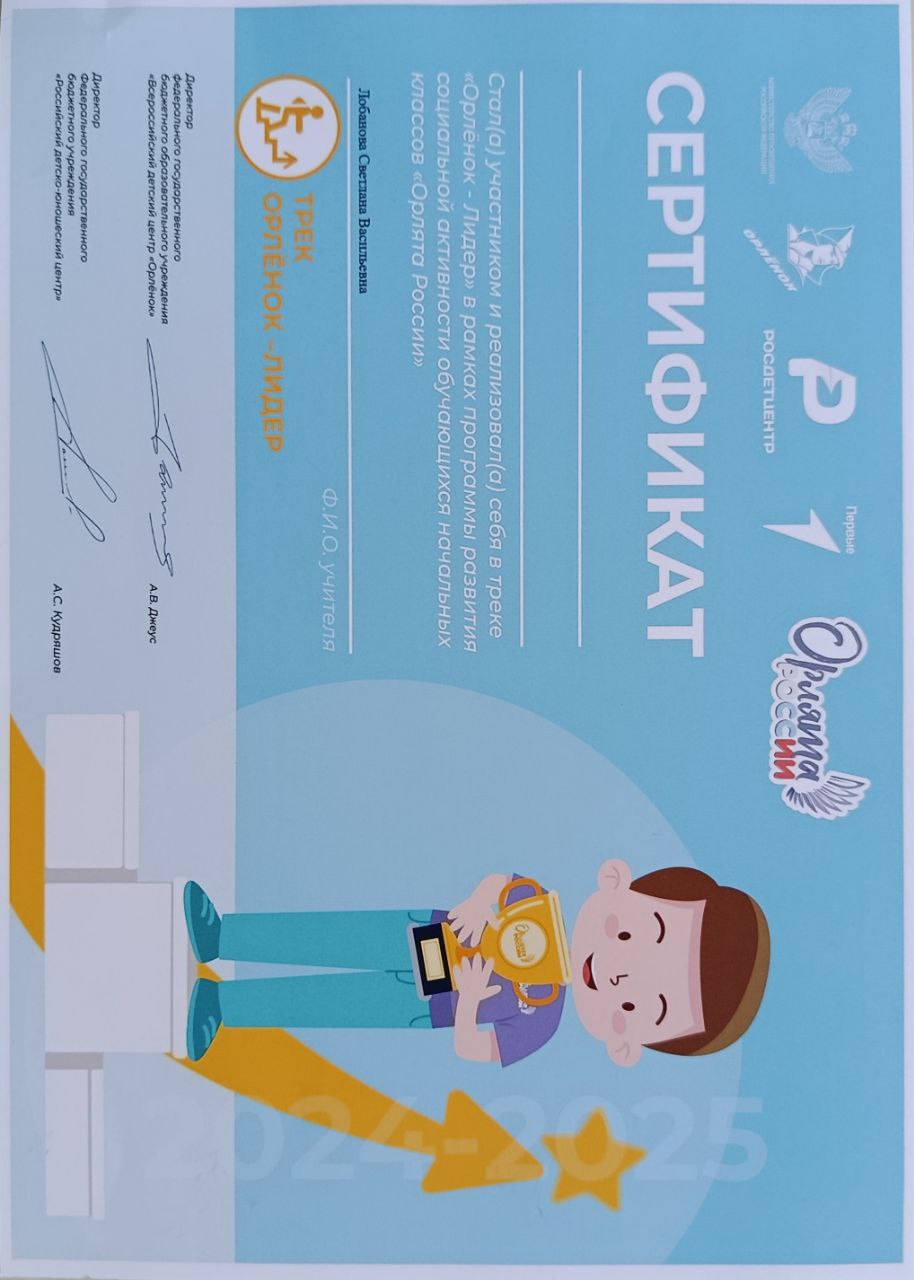 МИНИСТЕРСТВО ПРОСВЕЩЕНИЯ
РОССИЙСКОЙ ФЕДЕРАЦИИ
ОРЛЁНОК
РОСДЕТЦЕНТР
Первые
Орлята
России
СЕРТИФИКАТ
Стал(а) участником и реализовал(а) себя в треке
«Орлёнок - Лидер» в рамках программы развития
социальной активности обучающихся начальных
классов «Орлята России»
Лобанова Светлана Васильевна
Ф.И.О. учителя
ТРЕК
ОРЛЁНОК -ЛИДЕР
Директор
Федерального государственного
бюджетного образовательного учреждения
«Всероссийский детский центр «Орлёнок»
А.В. Джеус
Директор
Федерального государственного
бюджетного учреждения
«Российский детско-юношеский центр»
А.С. Кудряшов
Орлята
России
2024-2025